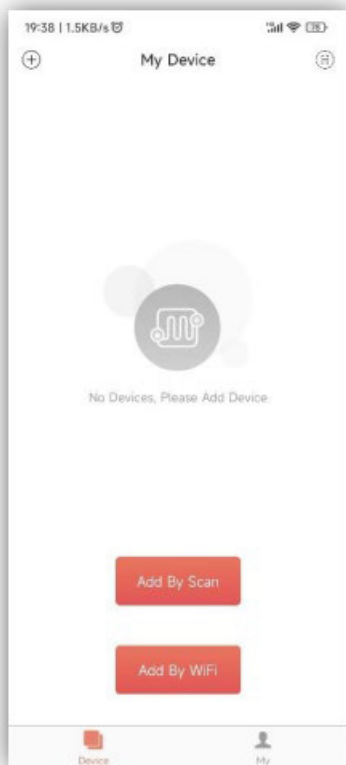 19:38 | 1.5KB/s
My Device
No Devices, Please Add Device
Add By Scan
Add By WiFi
Device
My